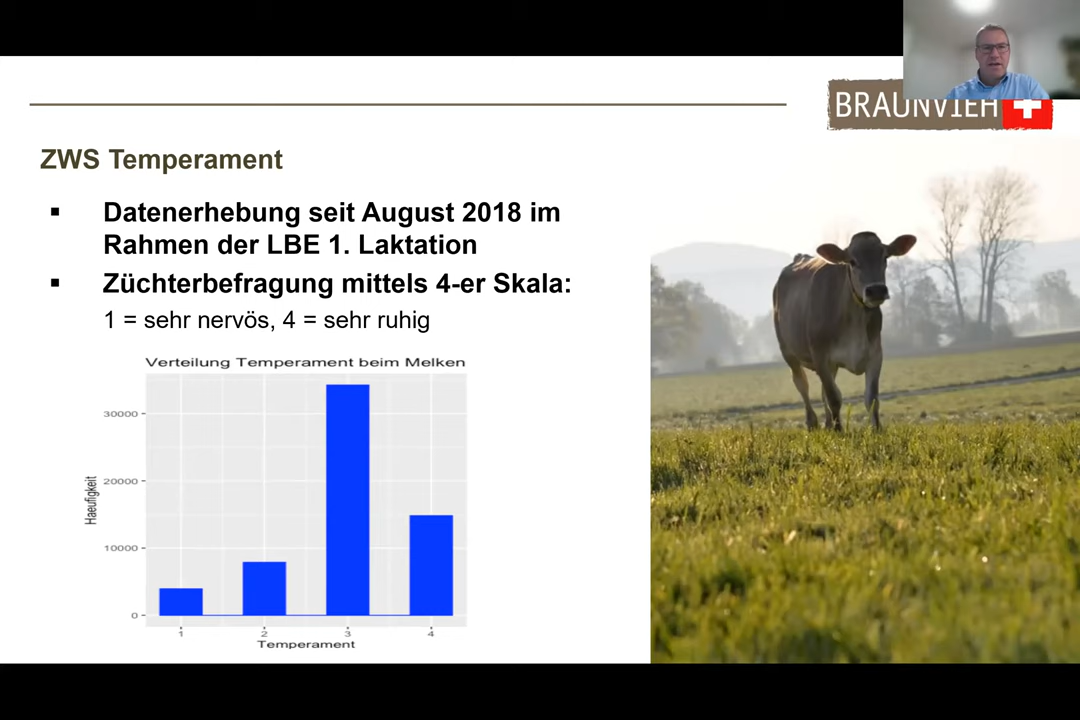 BRAUNVIEH
ZWS Temperament
▪ Datenerhebung seit August 2018 im
Rahmen der LBE 1. Laktation
▪ Züchterbefragung mittels 4-er Skala:
1 = sehr nervös, 4 = sehr ruhig
Verteilung Temperament beim Melken
30000
20000
10000
0
Haeufigkeit
1 2 3 4
Temperament